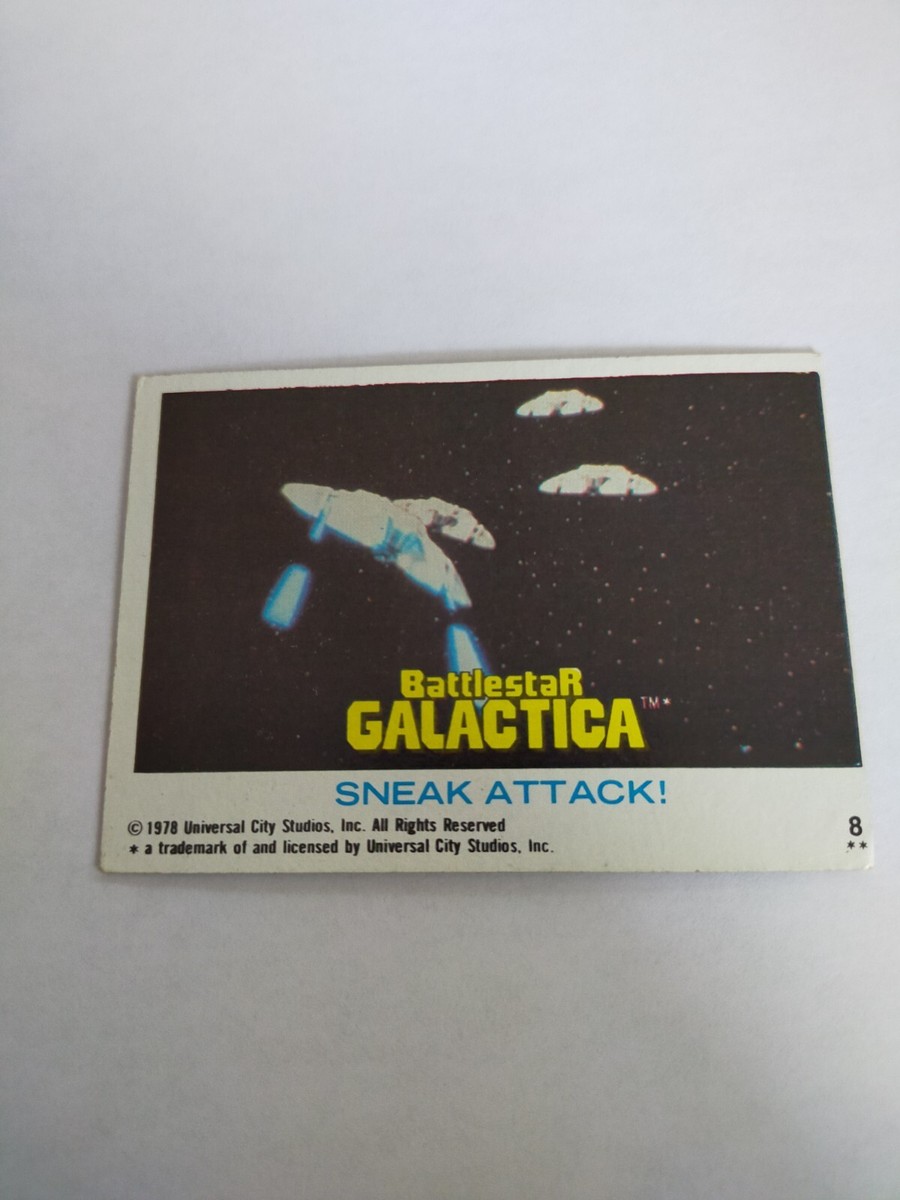 BattlestaR
GALACTICA™*
SNEAK ATTACK!
© 1978 Universal City Studios, Inc. All Rights Reserved
* a trademark of and licensed by Universal City Studios, Inc.
8
**